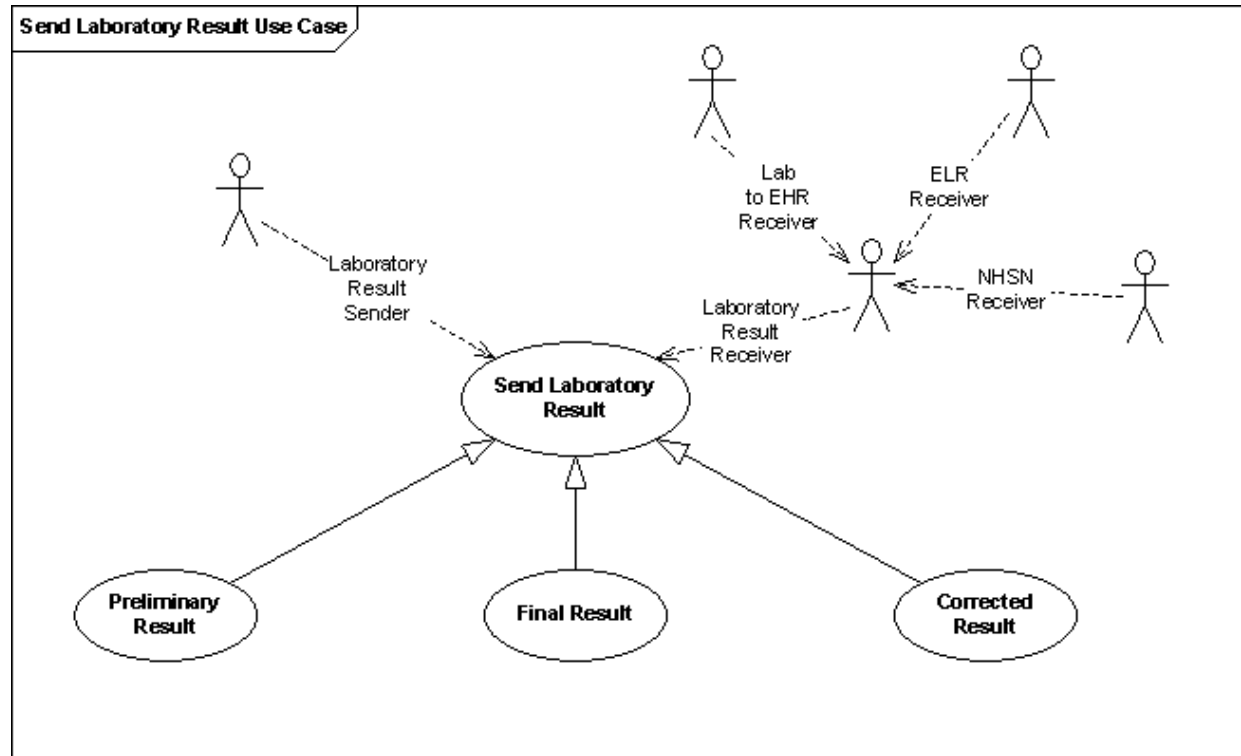 Send Laboratory Result Use Case
Lab
to EHR
Receiver
ELR
Receiver
Laboratory
Result
Sender
NHSN
Receiver
Laboratory
Result
Receiver
Send Laboratory
Result
Preliminary
Result
Final Result
Corrected
Result